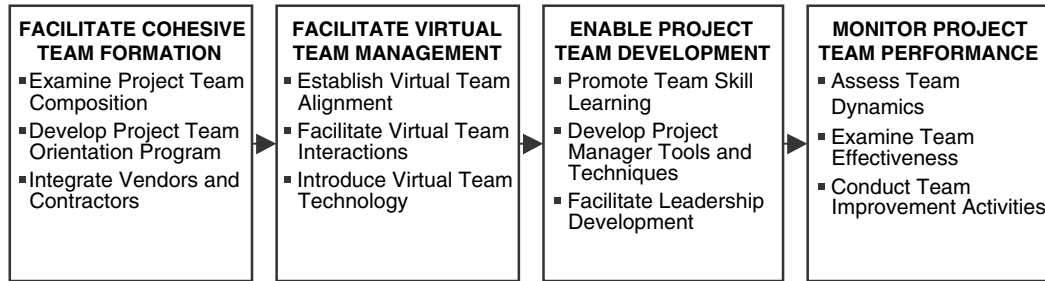 FACILITATE COHESIVE
TEAM FORMATION
▪ Examine Project Team
Composition
▪ Develop Project Team
Orientation Program
▪ Integrate Vendors and
Contractors
FACILITATE VIRTUAL
TEAM MANAGEMENT
▪ Establish Virtual Team
Alignment
▪ Facilitate Virtual Team
Interactions
▪ Introduce Virtual Team
Technology
ENABLE PROJECT
TEAM DEVELOPMENT
▪ Promote Team Skill
Learning
▪ Develop Project
Manager Tools and
Techniques
▪ Facilitate Leadership
Development
MONITOR PROJECT
TEAM PERFORMANCE
▪ Assess Team
Dynamics
▪ Examine Team
Effectiveness
▪ Conduct Team
Improvement Activities